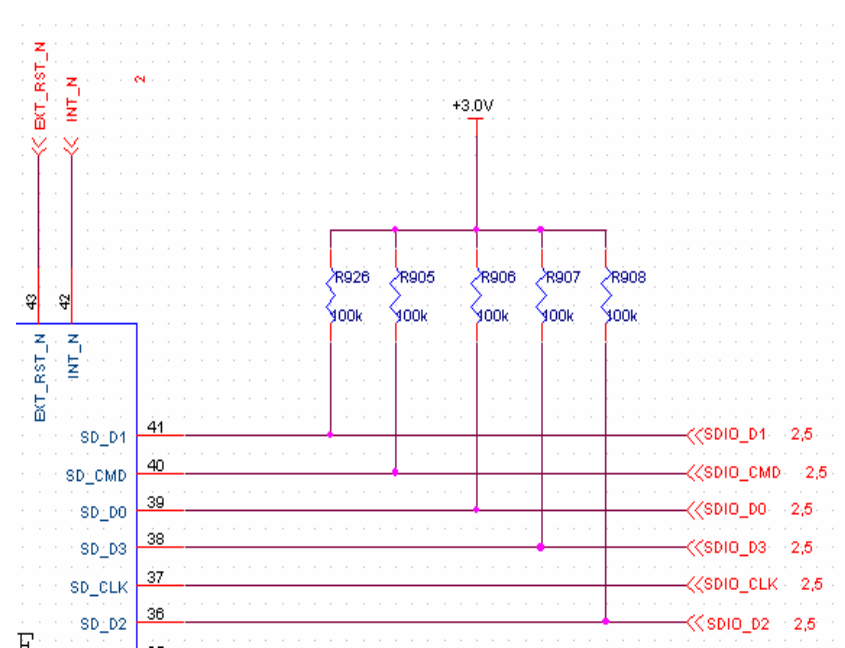 EXT_RST_N
INT_N
2
+3.0V
R926 R905 R906 R907 R908
100k 100k 100k 100k 100k
43 42
EXT_RST_N
INT_N
SD_D1 41 SDIO_D1 2,5
SD_CMD 40 SDIO_CMD 2,5
SD_D0 39 SDIO_D0 2,5
SD_D3 38 SDIO_D3 2,5
SD_CLK 37 SDIO_CLK 2,5
SD_D2 36 SDIO_D2 2,5